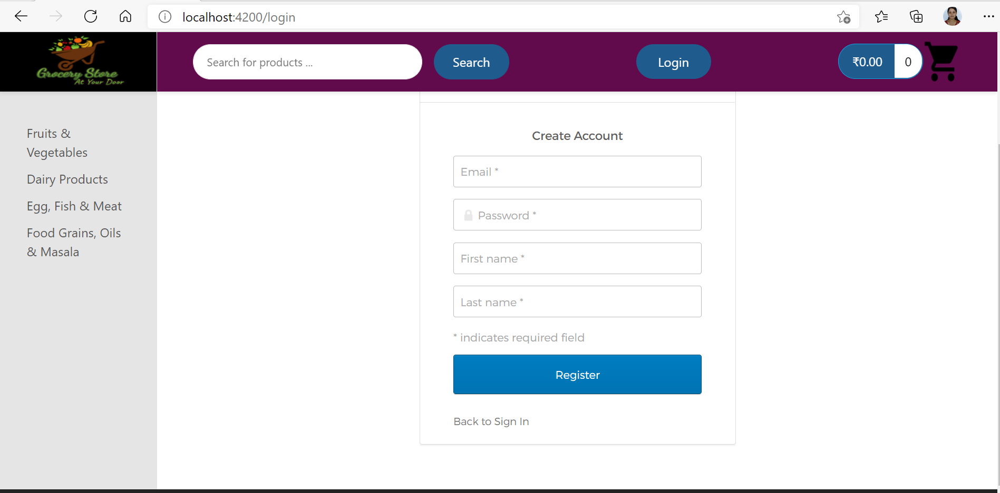 localhost:4200/login
Grocery Store
At Your Door
Search for products ...
Search
Login
₹0.00
0
Fruits &
Vegetables
Dairy Products
Egg, Fish & Meat
Food Grains, Oils
& Masala
Create Account
Email *
Password *
First name *
Last name *
* indicates required field
Register
Back to Sign In